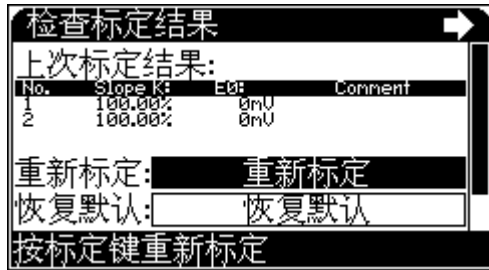 检查标定结果
上次标定结果:
No. Slope K: E0: Comment
1 100.00% 0mV
2 100.00% 0mV
重新标定: 重新标定
恢复默认: 恢复默认
按标定键重新标定